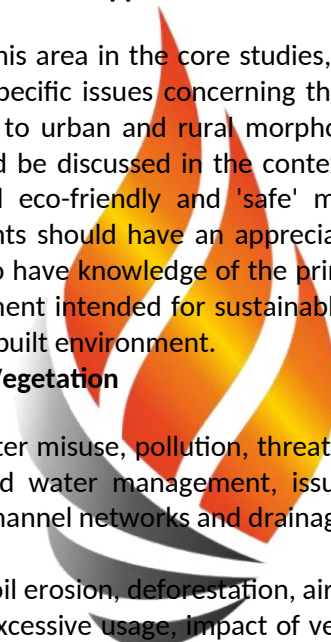 his area in the core studies,
pecific issues concerning th
to urban and rural morpho
d be discussed in the contex
l eco-friendly and 'safe' m
nts should have an apprecia
o have knowledge of the prin
ment intended for sustainabl
built environment.
Vegetation
ter misuse, pollution, threat
d water management, issu
hannel networks and drainag
oil erosion, deforestation, air
excessive usage, impact of ve